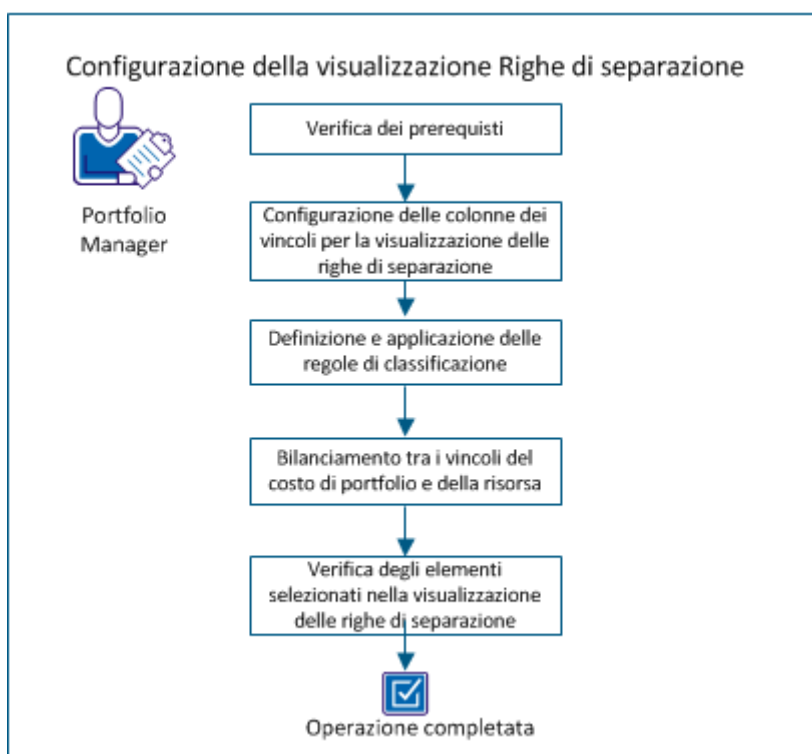 Configurazione della visualizzazione Righe di separazione
Portfolio
Manager
Verifica dei prerequisti
Configurazione delle colonne dei
vincoli per la visualizzazione delle
righe di separazione
Definizione e applicazione delle
regole di classificazione
Bilanciamento tra i vincoli del
costo di portfolio e della risorsa
Verifica degli elementi
selezionati nella visualizzazione
delle righe di separazione
Operazione completata